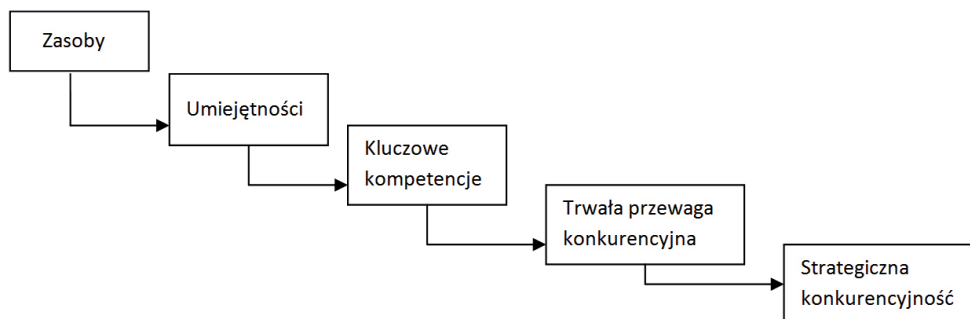 Zasoby
Umiejętności
Kluczowe
kompetencje
Trwała przewaga
konkurencyjna
Strategiczna
konkurencyjność